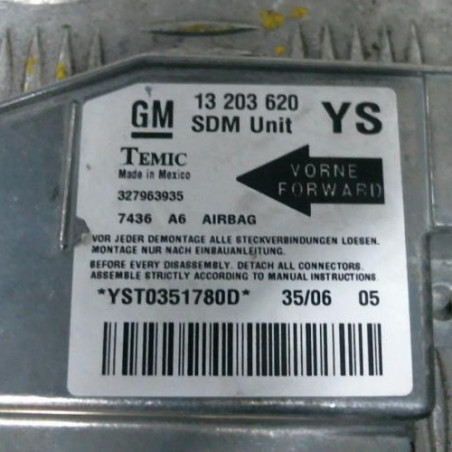 GM 13 203 620 YS
SDM Unit
TEMIC
Made in Mexico
VORNE
FORWARD
327963935
7436 A6 AIRBAG
VOR JEDER DEMONTAGE ALLE STECKVERBINDUNGEN LOESEN.
MONTAGE NUR NACH EINBAUANLEITUNG.
BEFORE EVERY DISASSEMBLY. DETACH ALL CONNECTORS.
ASSEMBLE STRICTLY ACCORDING TO MANUAL INSTRUCTIONS
*YST0351780D* 35/06 05